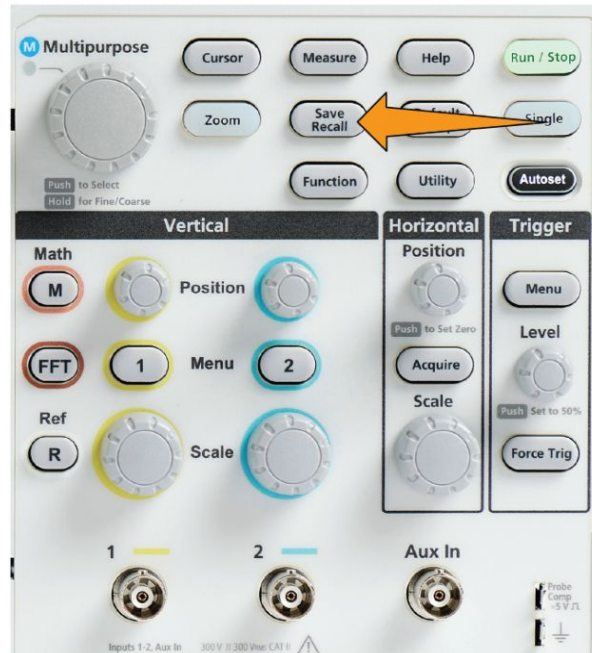 M Multipurpose
Cursor
Measure
Help
Run / Stop
Zoom
Save
Recall
Single
Push to Select
Hold for Fine/Coarse
Function
Utility
Autoset
Vertical
Horizontal
Trigger
Math
M
Position
Position
Push to Set Zero
Menu
Level
Push Set to 50%
FFT
1
Menu
2
Acquire
Scale
Ref
R
Scale
Force Trig
1
2
Aux In
Probe
Comp
~5 V
Inputs 1-2, Aux In 300 V
300 Vrms CAT II